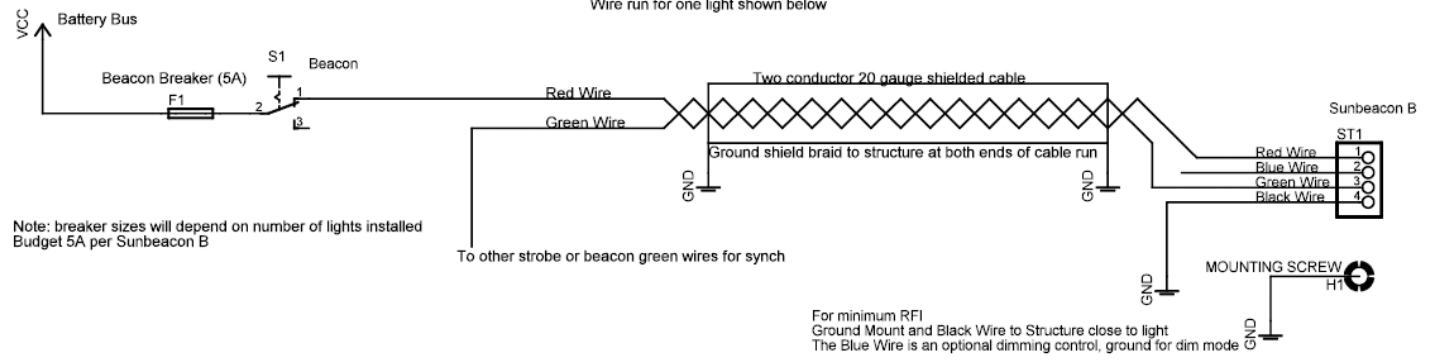 Wire run for one light shown below
VCC
Battery Bus
S1
Beacon
Beacon Breaker (5A)
F1
2
1
3
Red Wire
Green Wire
Two conductor 20 gauge shielded cable
Ground shield braid to structure at both ends of cable run
GND
GND
Sunbeacon B
ST1
Red Wire 1
Blue Wire 2
Green Wire 3
Black Wire 4
Note: breaker sizes will depend on number of lights installed
Budget 5A per Sunbeacon B
To other strobe or beacon green wires for synch
GND
MOUNTING SCREW
H1
GND
For minimum RFI
Ground Mount and Black Wire to Structure close to light
The Blue Wire is an optional dimming control, ground for dim mode